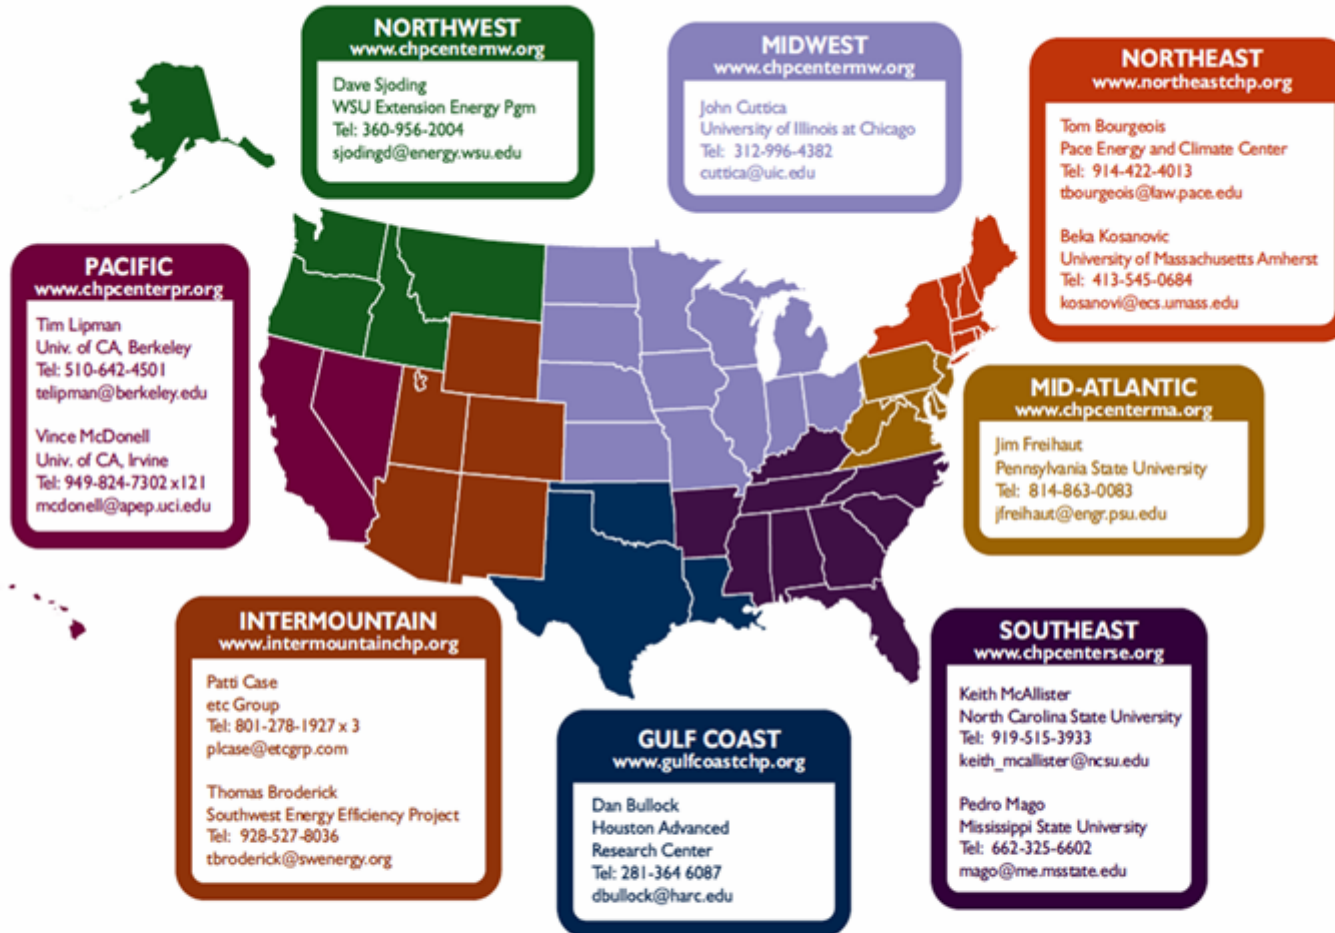 NORTHWEST
www.chpcenternw.org
Dave Sjoding
WSU Extension Energy Pgm
Tel: 360-956-2004
sjodingd@energy.wsu.edu
MIDWEST
www.chpcentermw.org
John Cuttica
University of Illinois at Chicago
Tel: 312-996-4382
cuttica@uic.edu
NORTHEAST
www.northeastchp.org
Tom Bourgeois
Pace Energy and Climate Center
Tel: 914-422-4013
tbourgeois@law.pace.edu
Beka Kosanovic
University of Massachusetts Amherst
Tel: 413-545-0684
kosanovi@ecs.umass.edu
PACIFIC
www.chpcenterpr.org
Tim Lipman
Univ. of CA, Berkeley
Tel: 510-642-4501
telipman@berkeley.edu
Vince McDonell
Univ. of CA, Irvine
Tel: 949-824-7302 x121
mcdonell@apep.uci.edu
MID-ATLANTIC
www.chpcenterma.org
Jim Freihaut
Pennsylvania State University
Tel: 814-863-0083
jfreihaut@engr.psu.edu
INTERMOUNTAIN
www.intermountainchp.org
Patti Case
etc Group
Tel: 801-278-1927 x 3
plcase@etcgrp.com
Thomas Broderick
Southwest Energy Efficiency Project
Tel: 928-527-8036
tbroderick@swenergy.org
GULF COAST
www.gulfcoastchp.org
Dan Bullock
Houston Advanced
Research Center
Tel: 281-364 6087
dbullock@harc.edu
SOUTHEAST
www.chpcenterse.org
Keith McAllister
North Carolina State University
Tel: 919-515-3933
keith_mcallister@ncsu.edu
Pedro Mago
Mississippi State University
Tel: 662-325-6602
mago@me.msstate.edu